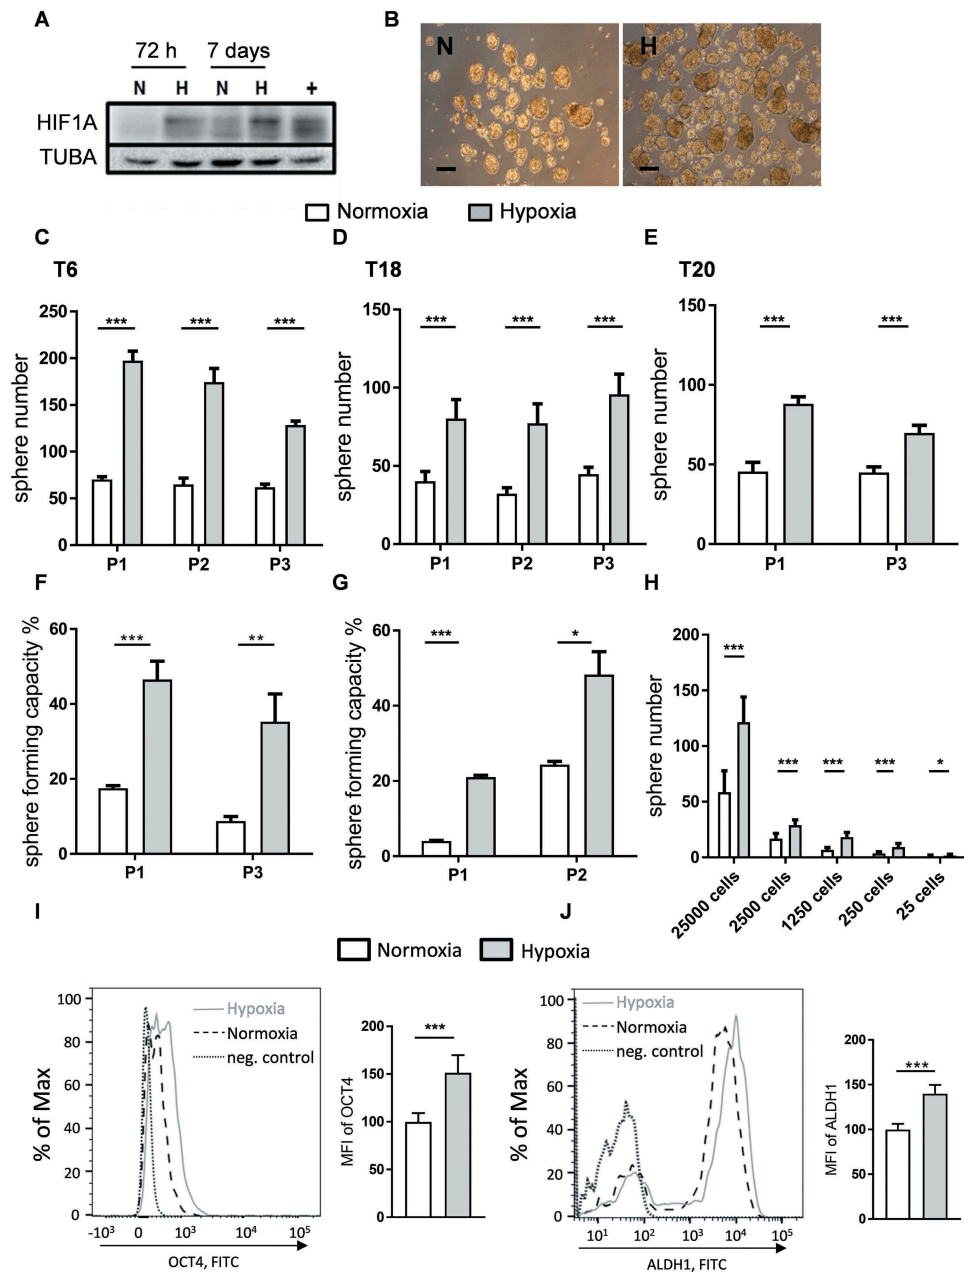 A
72 h 7 days
N H N H +
HIF1A
TUBA
B
N H
Normoxia Hypoxia
C
T6
sphere number
250
200
150
100
50
0
***
***
***
P1 P2 P3
D
T18
sphere number
150
100
50
0
***
***
***
P1 P2 P3
E
T20
sphere number
150
100
50
0
***
***
P1 P3
F
sphere forming capacity %
60
40
20
0
***
**
P1 P3
G
sphere forming capacity %
60
40
20
0
***
*
P1 P2
H
sphere number
200
150
100
50
0
***
***
***
***
*
25000 cells
2500 cells
1250 cells
250 cells
25 cells
Normoxia Hypoxia
I
% of Max
100
80
60
40
20
0
Hypoxia
Normoxia
neg. control
-10³ 0 10³ 10⁴ 10⁵
OCT4, FITC
MFI of OCT4
200
150
100
50
0
***
J
% of Max
100
80
60
40
20
0
Hypoxia
Normoxia
neg. control
10¹ 10² 10³ 10⁴ 10⁵
ALDH1, FITC
MFI of ALDH1
200
150
100
50
0
***